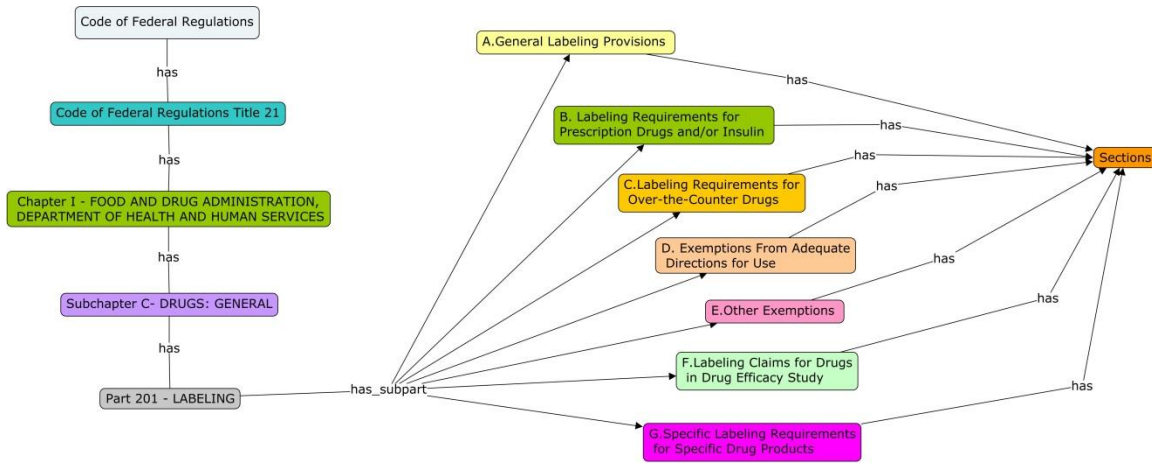 Code of Federal Regulations
has
Code of Federal Regulations Title 21
has
Chapter I - FOOD AND DRUG ADMINISTRATION,
DEPARTMENT OF HEALTH AND HUMAN SERVICES
has
Subchapter C- DRUGS: GENERAL
has
Part 201 - LABELING
has_subpart
A.General Labeling Provisions
has
B. Labeling Requirements for
Prescription Drugs and/or Insulin
has
C.Labeling Requirements for
Over-the-Counter Drugs
has
D. Exemptions From Adequate
Directions for Use
has
E.Other Exemptions
has
F.Labeling Claims for Drugs
in Drug Efficacy Study
has
G.Specific Labeling Requirements
for Specific Drug Products
has
Sections